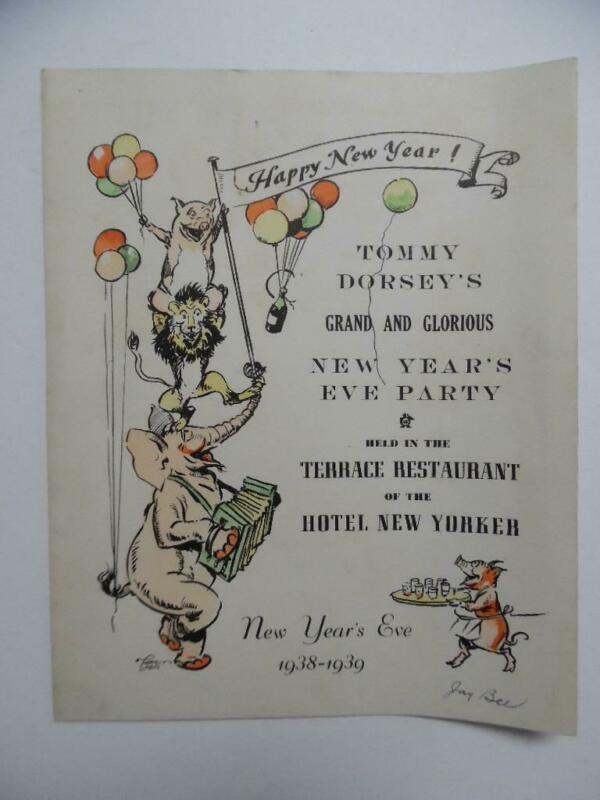 Happy New Year!
TOMMY
DORSEY'S
GRAND AND GLORIOUS
NEW YEAR'S
EVE PARTY
HELD IN THE
TERRACE RESTAURANT
OF THE
HOTEL NEW YORKER
New Year's Eve
1938-1939
Jay Bee